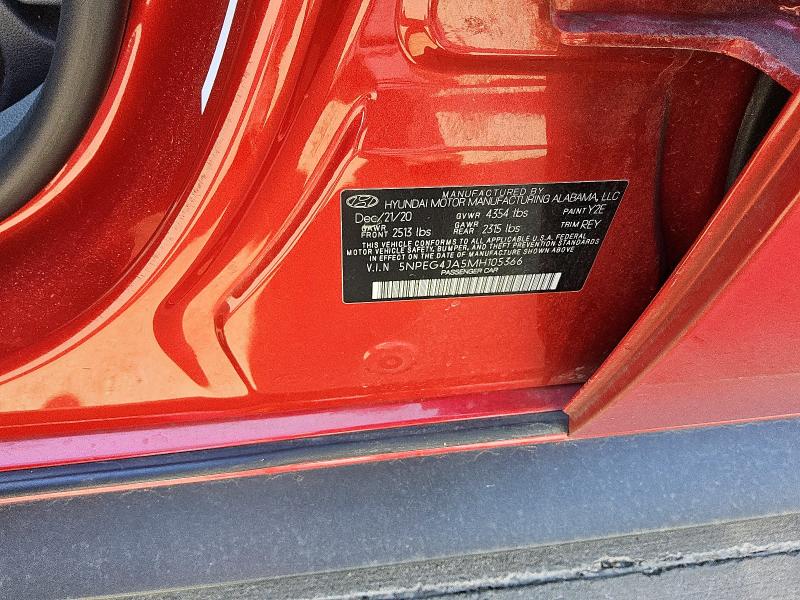 MANUFACTURED BY
HYUNDAI MOTOR MANUFACTURING ALABAMA, LLC
Dec/21/20 GVWR 4354 lbs PAINT Y2E
GAWR FRONT 2513 lbs GAWR REAR 2315 lbs TRIM REY
THIS VEHICLE CONFORMS TO ALL APPLICABLE U.S.A. FEDERAL
MOTOR VEHICLE SAFETY, BUMPER, AND THEFT PREVENTION STANDARDS
IN EFFECT ON THE DATE OF MANUFACTURE SHOWN ABOVE
V.I.N 5NPEG4JA5MH105366
PASSENGER CAR